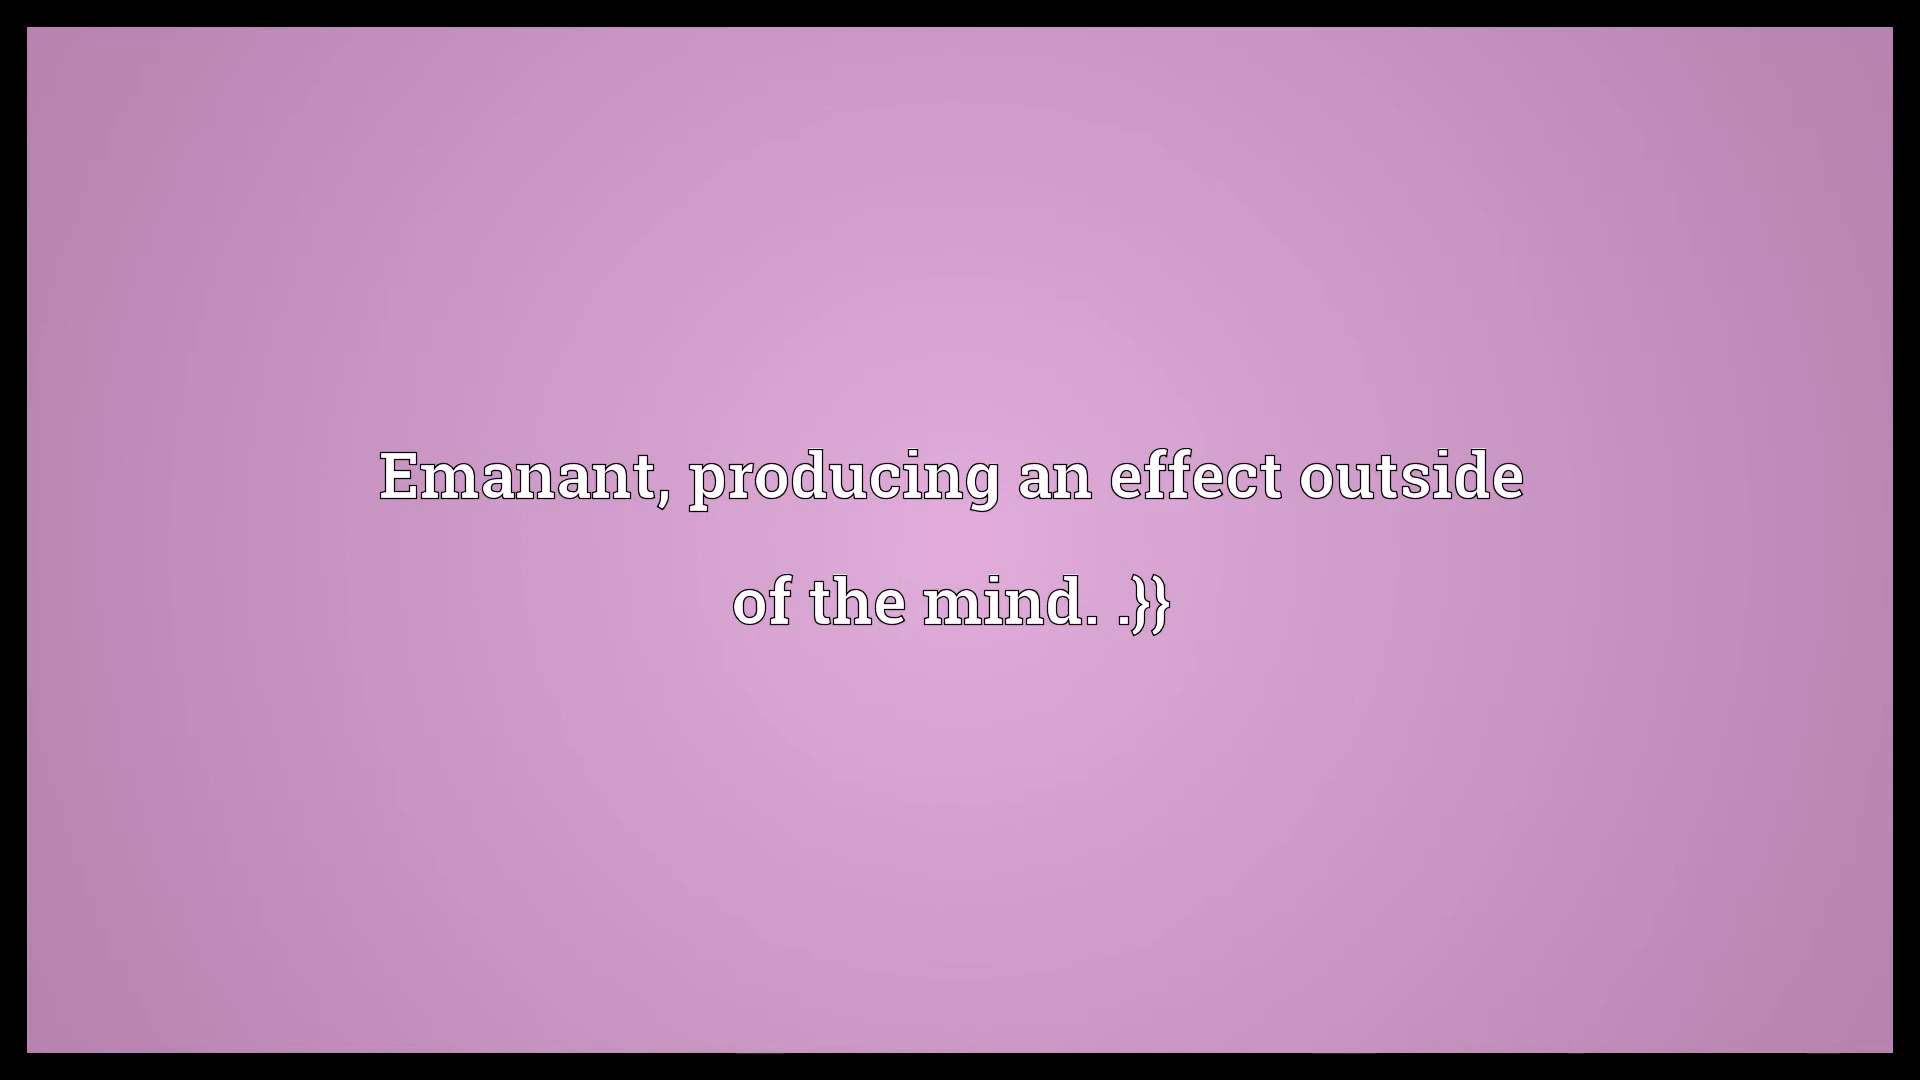 Emanant, producing an effect outside
of the mind. .}}